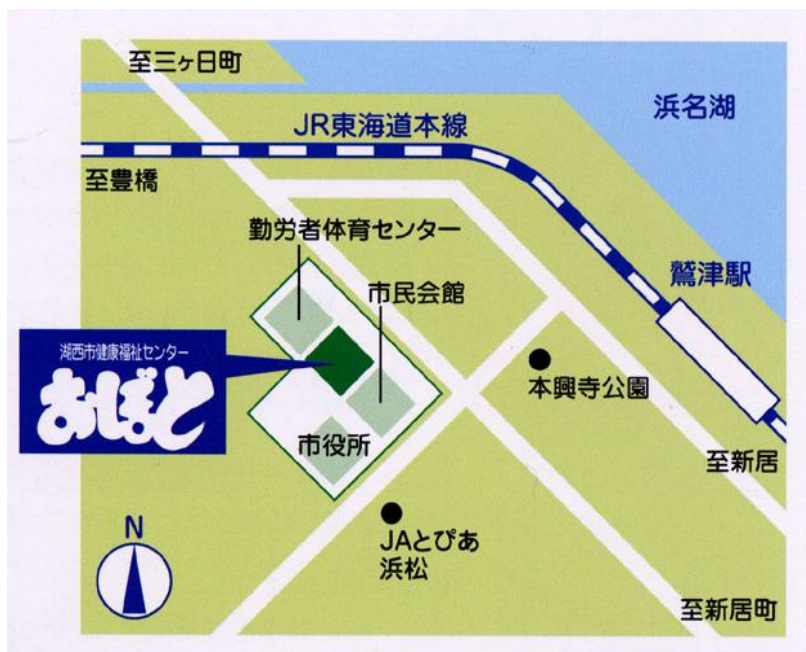 至三ヶ日町
浜名湖
JR東海道本線
至豊橋
勤労者体育センター
鷲津駅
市民会館
湖西市健康福祉センター
おぼと
本興寺公園
市役所
至新居
N
JAとぴあ
浜松
至新居町